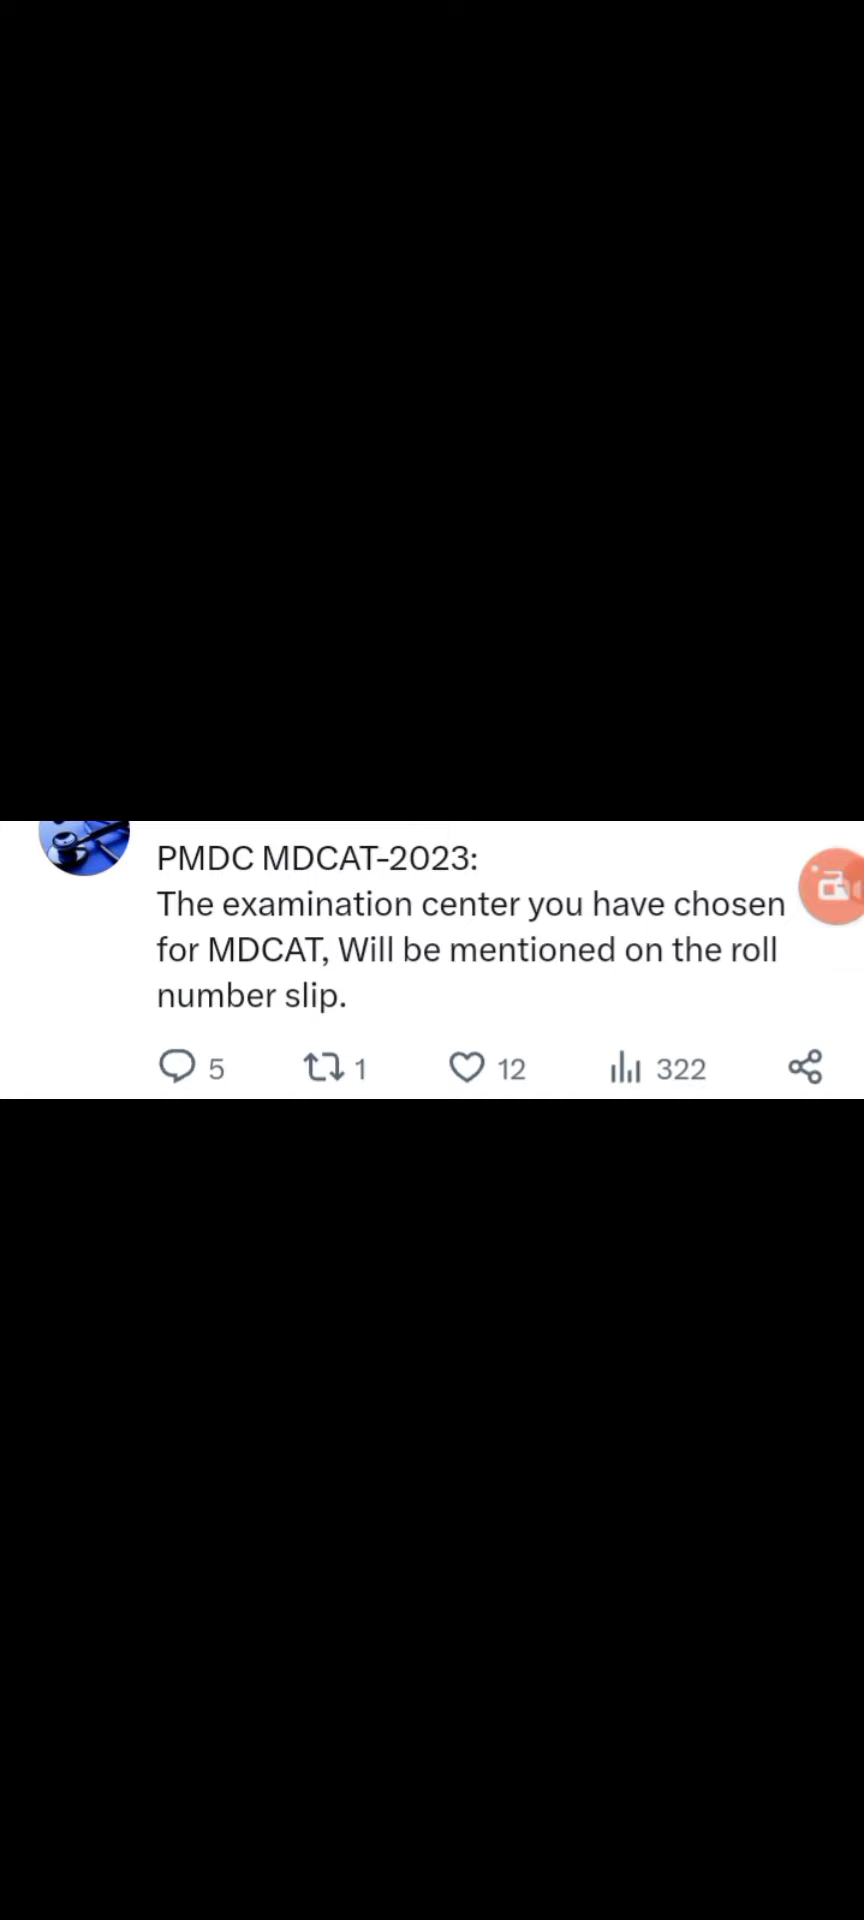 PMDC MDCAT-2023:
The examination center you have chosen
for MDCAT, Will be mentioned on the roll
number slip.
5 1 12 322